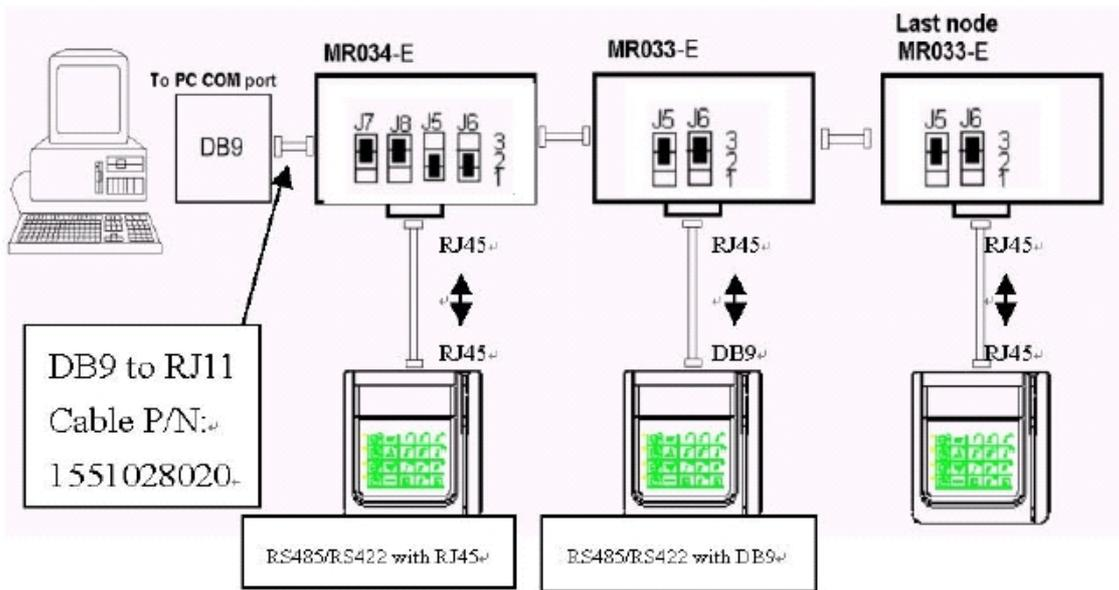 Last node
MR034-E
MR033-E
MR033-E
To PC COM port
DB9
J7 J8 J5 J6
3
2
1
J5 J6
3
2
1
J5 J6
3
2
1
RJ45
RJ45
RJ45
RJ45
DB9
RJ45
DB9 to RJ11
Cable P/N:
1551028020
RS485/RS422 with RJ45
RS485/RS422 with DB9